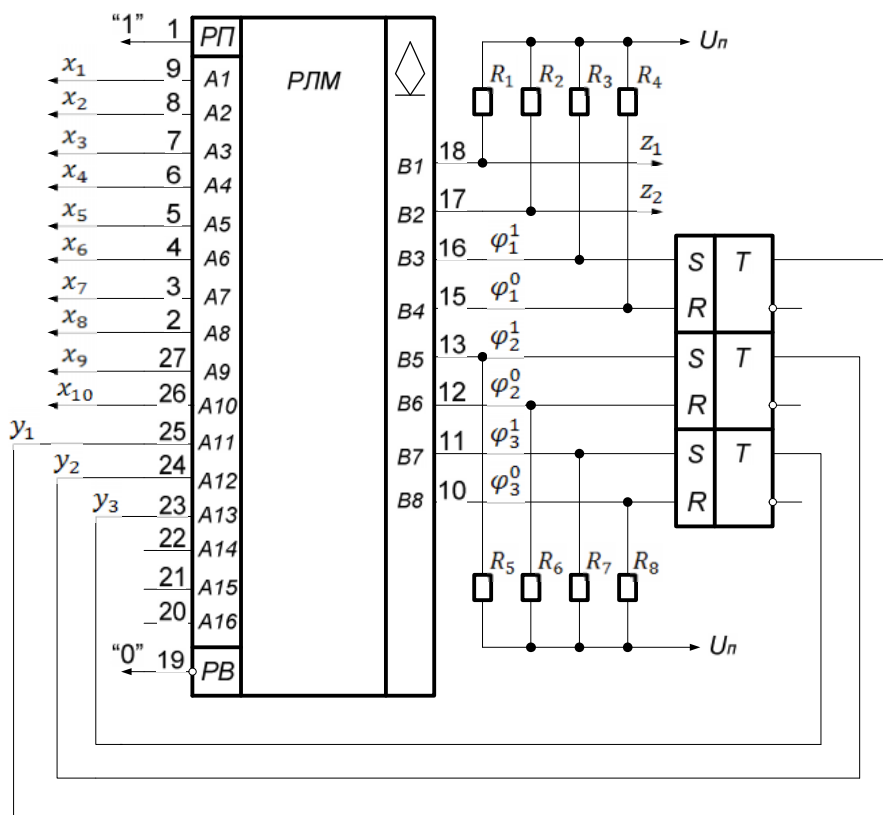 “1” 1 РП РЛМ
x₁ 9 A1
x₂ 8 A2
x₃ 7 A3
x₄ 6 A4
x₅ 5 A5
x₆ 4 A6
x₇ 3 A7
x₈ 2 A8
x₉ 27 A9
x₁₀ 26 A10
y₁ 25 A11
y₂ 24 A12
y₃ 23 A13
22 A14
21 A15
20 A16
“0” 19 РВ
Uп
R₁ R₂ R₃ R₄
B1 18 z₁
B2 17 z₂
B3 16 φ₁¹
B4 15 φ₁⁰
B5 13 φ₂¹
B6 12 φ₂⁰
B7 11 φ₃¹
B8 10 φ₃⁰
S T
R
S T
R
S T
R
R₅ R₆ R₇ R₈
Uп